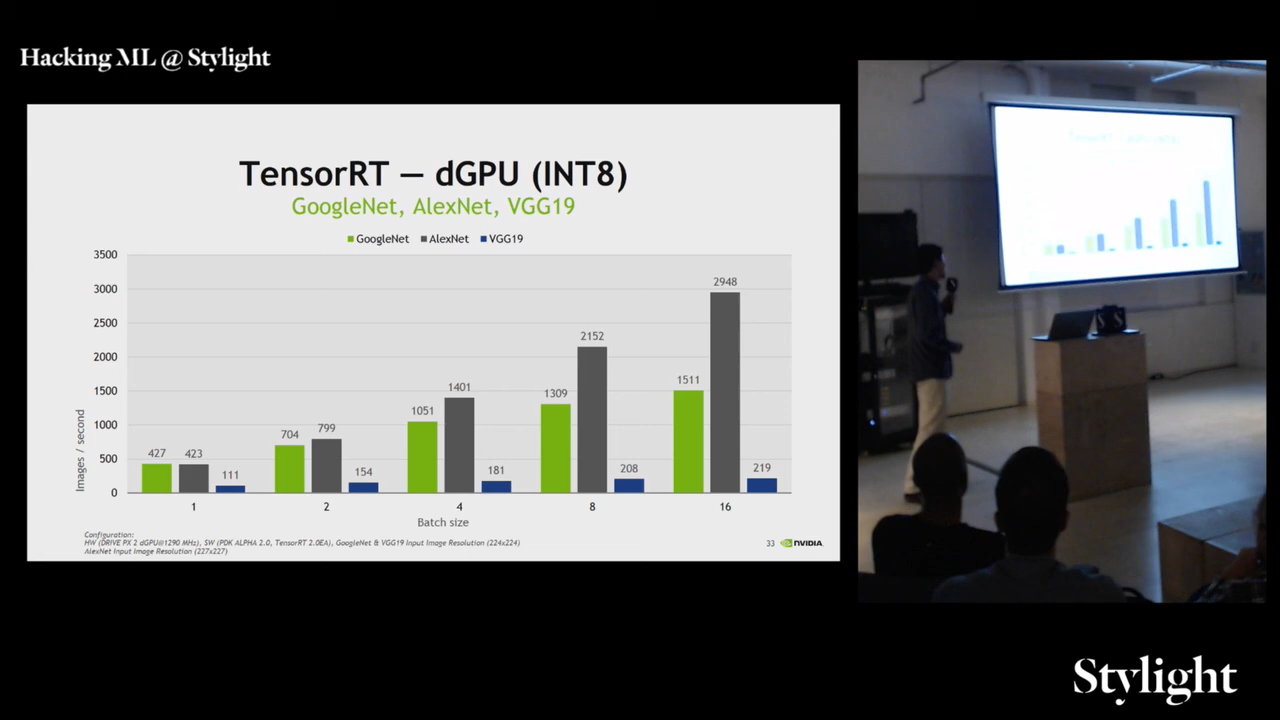 Hacking ML @ Stylight
TensorRT — dGPU (INT8)
GoogleNet, AlexNet, VGG19
GoogleNet AlexNet VGG19
3500
3000
2500
2000
1500
1000
500
0
Images / second
427 423 111
704 799 154
1051 1401 181
1309 2152 208
1511 2948 219
1 2 4 8 16
Batch size
Configuration:
HW (DRIVE PX 2 dGPU@1290 MHz), SW (PDK ALPHA 2.0, TensorRT 2.0EA), GoogleNet & VGG19 Input Image Resolution (224x224)
AlexNet Input Image Resolution (227x227)
33 NVIDIA.
Stylight